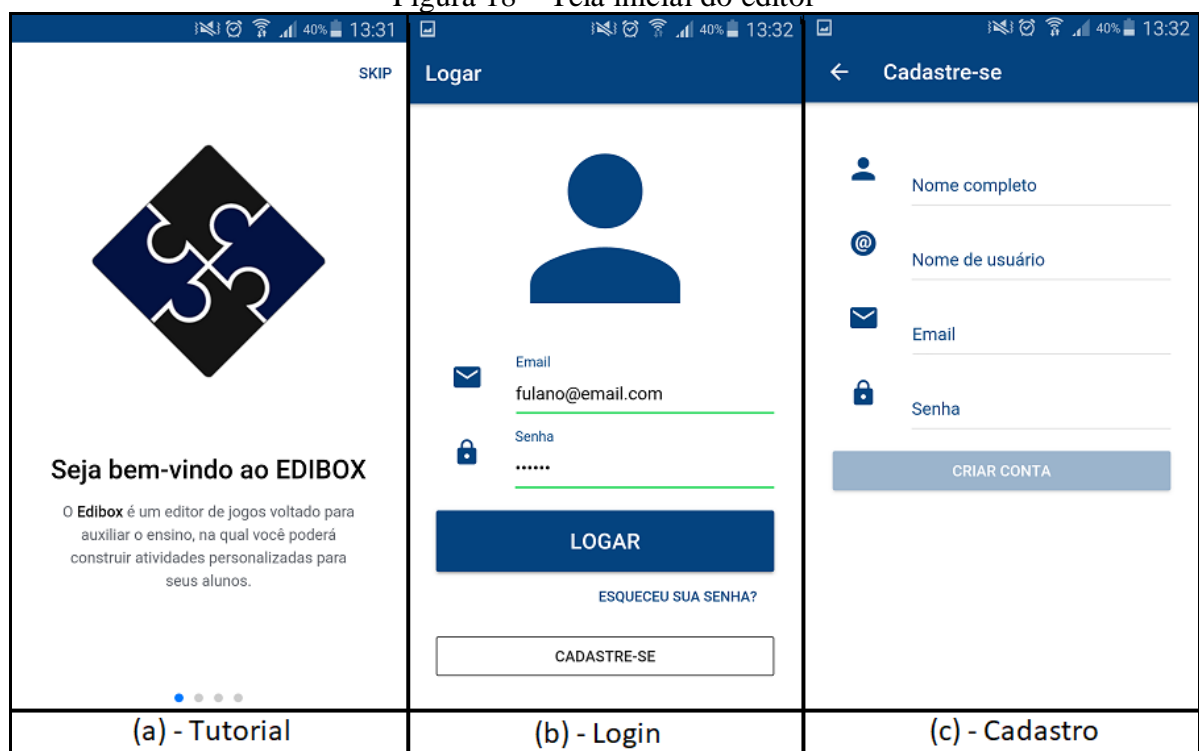 Figura 18 – Tela inicial do editor
40% 13:31
SKIP
Seja bem-vindo ao EDIBOX
O Edibox é um editor de jogos voltado para
auxiliar o ensino, na qual você poderá
construir atividades personalizadas para
seus alunos.
(a) - Tutorial
40% 13:32
Logar
Email
fulano@email.com
Senha
••••••
LOGAR
ESQUECEU SUA SENHA?
CADASTRE-SE
(b) - Login
40% 13:32
Cadastre-se
Nome completo
@
Nome de usuário
Email
Senha
CRIAR CONTA
(c) - Cadastro